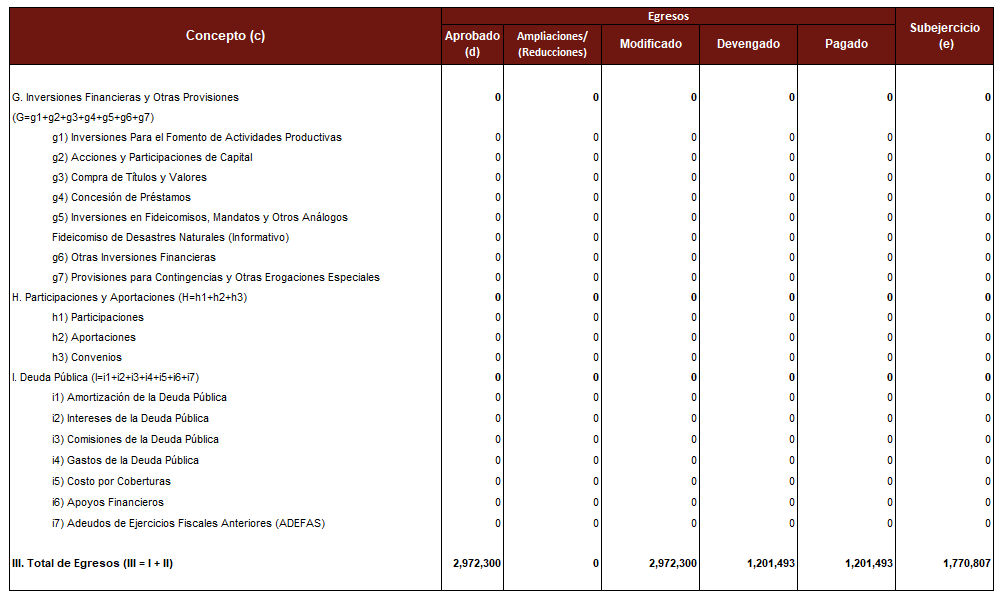 Concepto (c) Egresos Subejercicio (e)
Aprobado (d) Ampliaciones/ (Reducciones) Modificado Devengado Pagado
G. Inversiones Financieras y Otras Provisiones 0 0 0 0 0 0
(G=g1+g2+g3+g4+g5+g6+g7)
g1) Inversiones Para el Fomento de Actividades Productivas 0 0 0 0 0 0
g2) Acciones y Participaciones de Capital 0 0 0 0 0 0
g3) Compra de Títulos y Valores 0 0 0 0 0 0
g4) Concesión de Préstamos 0 0 0 0 0 0
g5) Inversiones en Fideicomisos, Mandatos y Otros Análogos 0 0 0 0 0 0
Fideicomiso de Desastres Naturales (Informativo) 0 0 0 0 0 0
g6) Otras Inversiones Financieras 0 0 0 0 0 0
g7) Provisiones para Contingencias y Otras Erogaciones Especiales 0 0 0 0 0 0
H. Participaciones y Aportaciones (H=h1+h2+h3) 0 0 0 0 0 0
h1) Participaciones 0 0 0 0 0 0
h2) Aportaciones 0 0 0 0 0 0
h3) Convenios 0 0 0 0 0 0
I. Deuda Pública (I=i1+i2+i3+i4+i5+i6+i7) 0 0 0 0 0 0
i1) Amortización de la Deuda Pública 0 0 0 0 0 0
i2) Intereses de la Deuda Pública 0 0 0 0 0 0
i3) Comisiones de la Deuda Pública 0 0 0 0 0 0
i4) Gastos de la Deuda Pública 0 0 0 0 0 0
i5) Costo por Coberturas 0 0 0 0 0 0
i6) Apoyos Financieros 0 0 0 0 0 0
i7) Adeudos de Ejercicios Fiscales Anteriores (ADEFAS) 0 0 0 0 0 0
III. Total de Egresos (III = I + II) 2,972,300 0 2,972,300 1,201,493 1,201,493 1,770,807